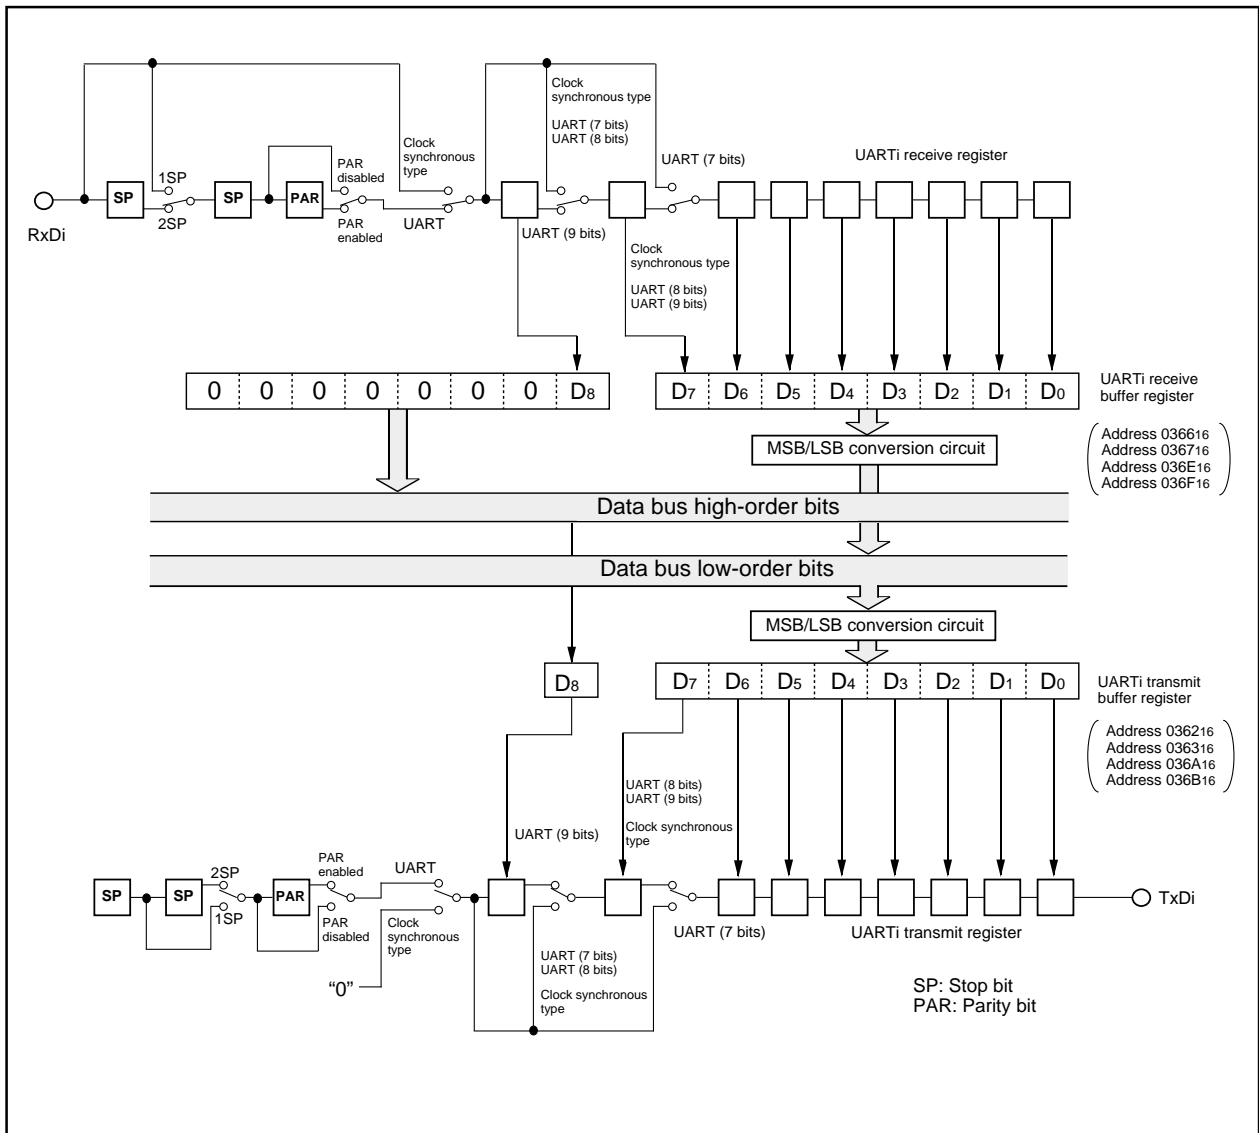 Clock
synchronous type
UART (7 bits)
UART (8 bits)
Clock
synchronous
type
UART (7 bits)
UARTi receive register
PAR
disabled
1SP
SP
SP
PAR
2SP
PAR
enabled
UART
RxDi
UART (9 bits)
Clock
synchronous type
UART (8 bits)
UART (9 bits)
0 0 0 0 0 0 0 D8
D7 D6 D5 D4 D3 D2 D1 D0
UARTi receive
buffer register
MSB/LSB conversion circuit
Address 036616
Address 036716
Address 036E16
Address 036F16
Data bus high-order bits
Data bus low-order bits
MSB/LSB conversion circuit
D8
D7 D6 D5 D4 D3 D2 D1 D0
UARTi transmit
buffer register
Address 036216
Address 036316
Address 036A16
Address 036B16
UART (8 bits)
UART (9 bits)
Clock synchronous
type
UART (9 bits)
PAR
enabled
2SP
UART
SP
SP
PAR
1SP
PAR
disabled
Clock
synchronous
type
TxDi
UART (7 bits)
UARTi transmit register
UART (7 bits)
UART (8 bits)
Clock synchronous
type
“0”
SP: Stop bit
PAR: Parity bit